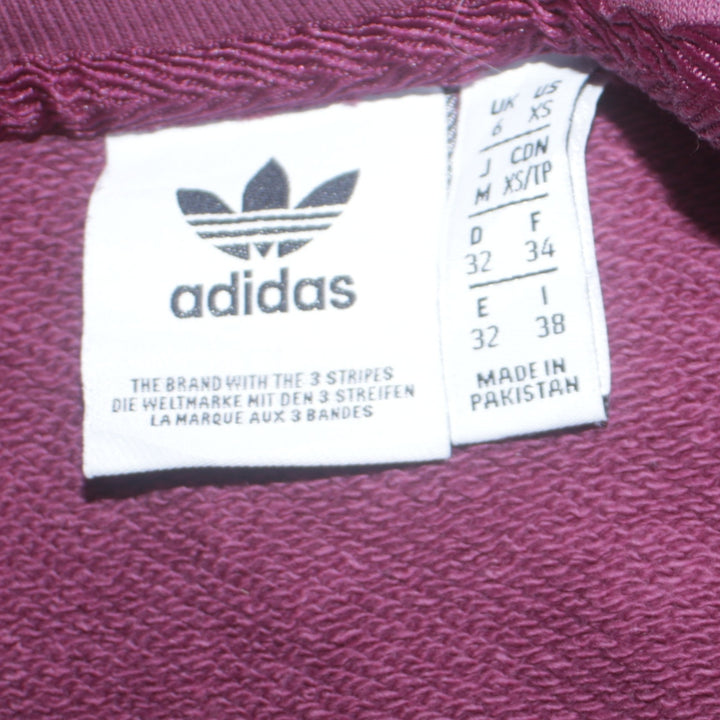 adidas
THE BRAND WITH THE 3 STRIPES
DIE WELTMARKE MIT DEN 3 STREIFEN
LA MARQUE AUX 3 BANDES
UK US
6 XS
J CDN
M XS/TP
D F
32 34
E I
32 38
MADE IN
PAKISTAN